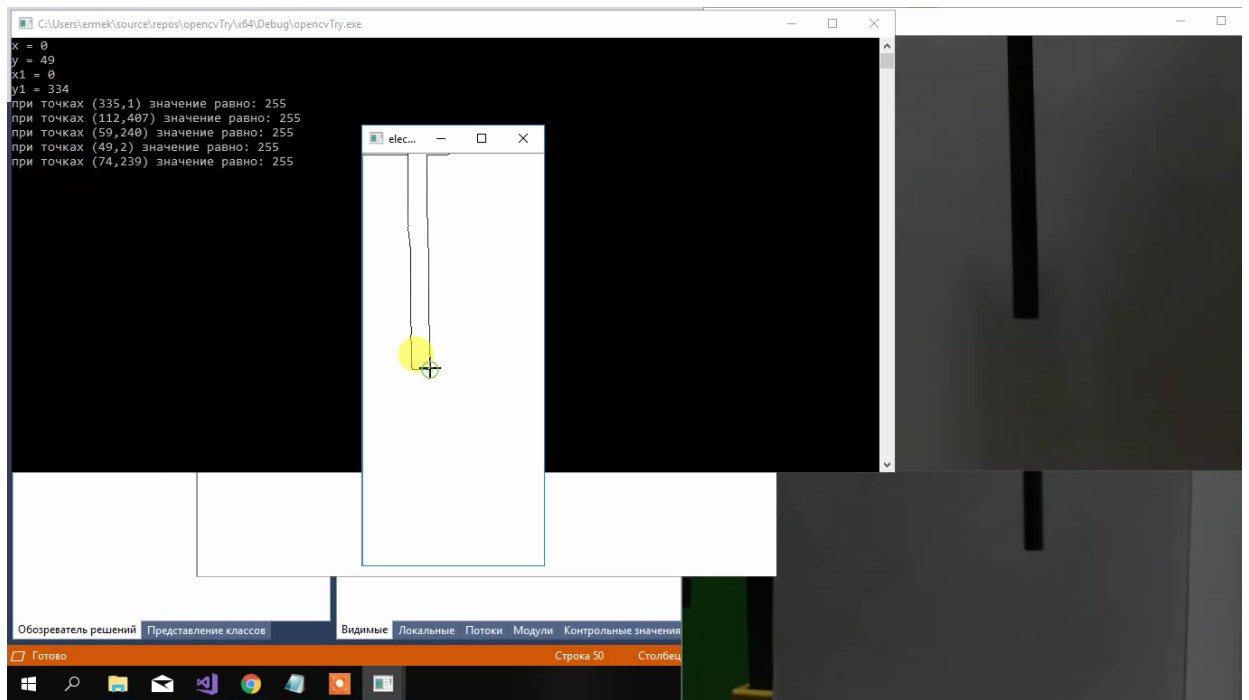 C:\Users\ermek\source\repos\opencvTry\x64\Debug\opencvTry.exe
x = 0
y = 49
x1 = 0
y1 = 334
при точках (335,1) значение равно: 255
при точках (112,407) значение равно: 255
при точках (59,240) значение равно: 255
при точках (49,2) значение равно: 255
при точках (74,239) значение равно: 255
elec...
Обозреватель решений Представление классов
Видимые Локальные Потоки Модули Контрольные значения
Готово
Строка 50 Столбец